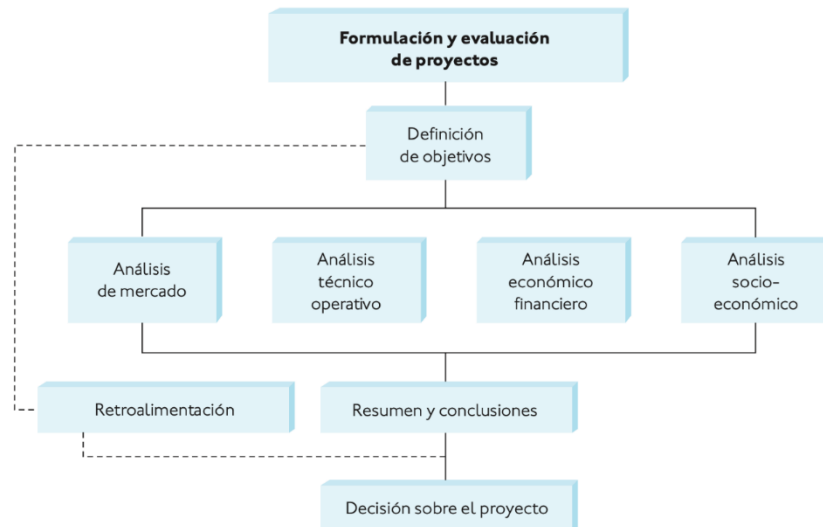 Formulación y evaluación
de proyectos
Definición
de objetivos
Análisis
de mercado
Análisis
técnico
operativo
Análisis
económico
financiero
Análisis
socio-
económico
Retroalimentación
Resumen y conclusiones
Decisión sobre el proyecto